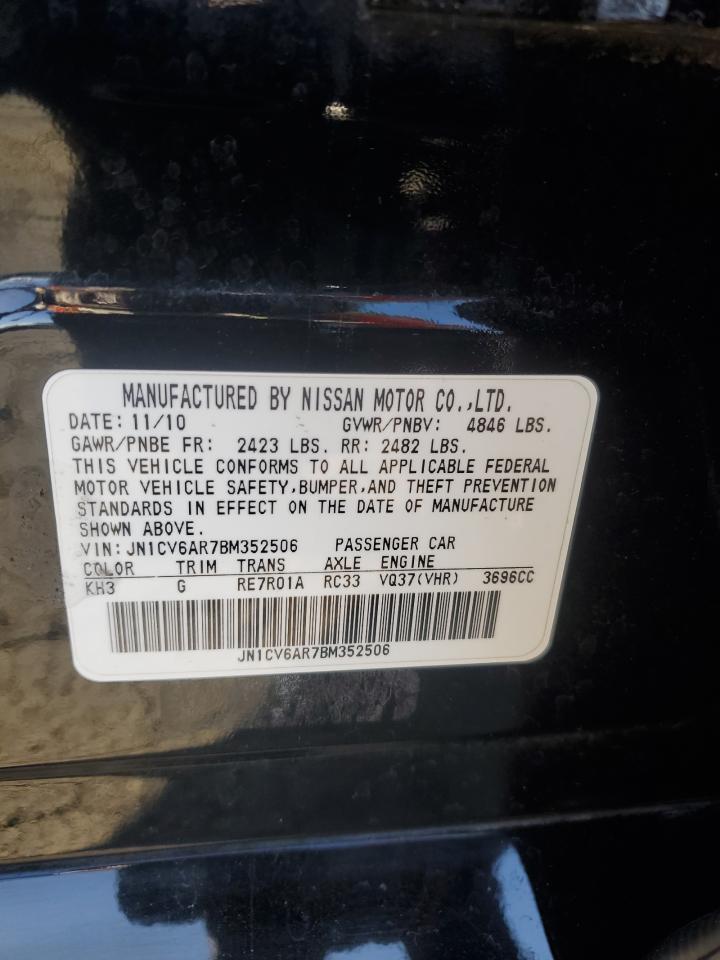 MANUFACTURED BY NISSAN MOTOR CO.,LTD.
DATE: 11/10 GVWR/PNBV: 4846 LBS.
GAWR/PNBE FR: 2423 LBS. RR: 2482 LBS.
THIS VEHICLE CONFORMS TO ALL APPLICABLE FEDERAL
MOTOR VEHICLE SAFETY,BUMPER,AND THEFT PREVENTION
STANDARDS IN EFFECT ON THE DATE OF MANUFACTURE
SHOWN ABOVE.
VIN:JN1CV6AR7BM352506 PASSENGER CAR
COLOR TRIM TRANS AXLE ENGINE
KH3 G RE7R01A RC33 VQ37(VHR) 3696CC
JN1CV6AR7BM352506